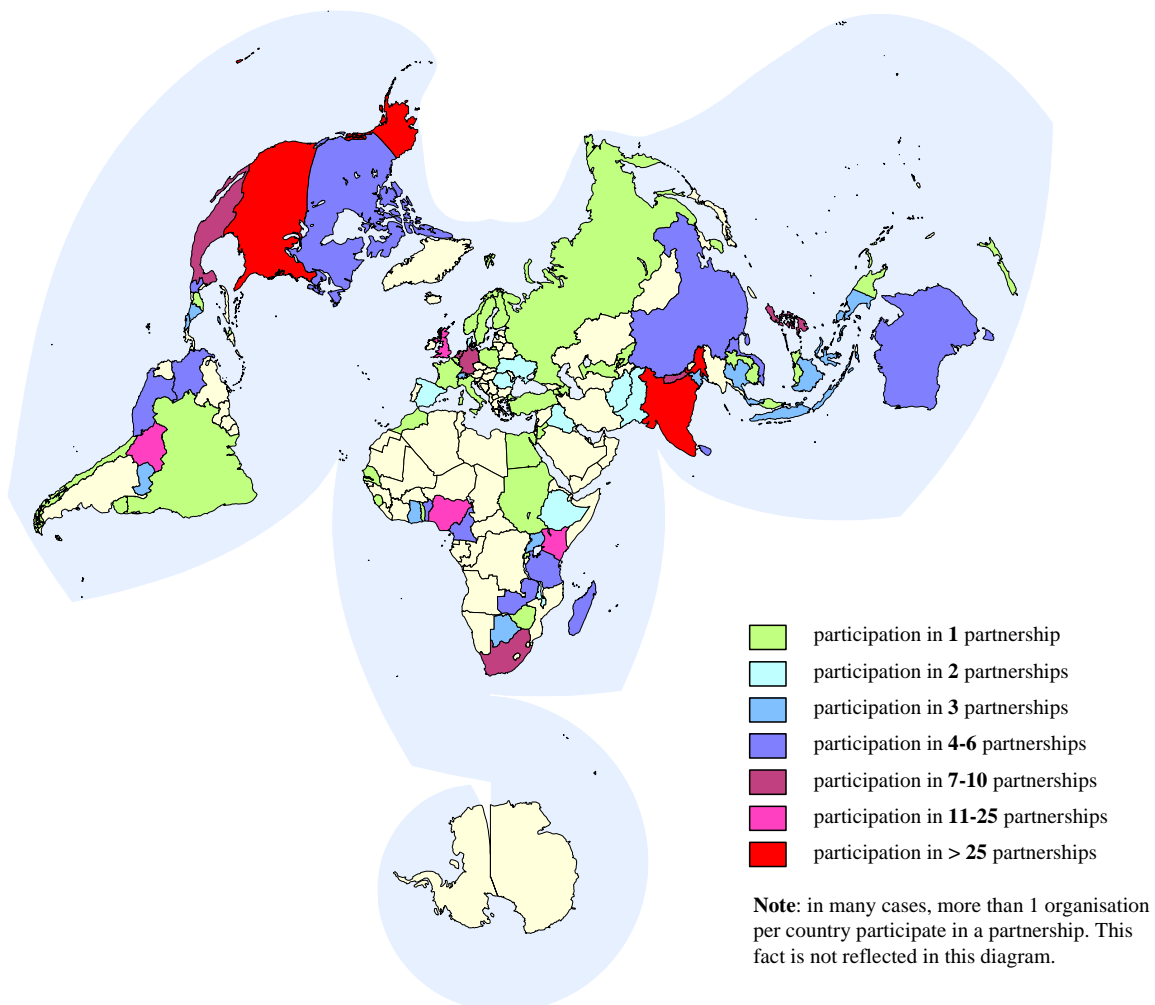 participation in 1 partnership
participation in 2 partnerships
participation in 3 partnerships
participation in 4-6 partnerships
participation in 7-10 partnerships
participation in 11-25 partnerships
participation in > 25 partnerships
Note: in many cases, more than 1 organisation
per country participate in a partnership. This
fact is not reflected in this diagram.